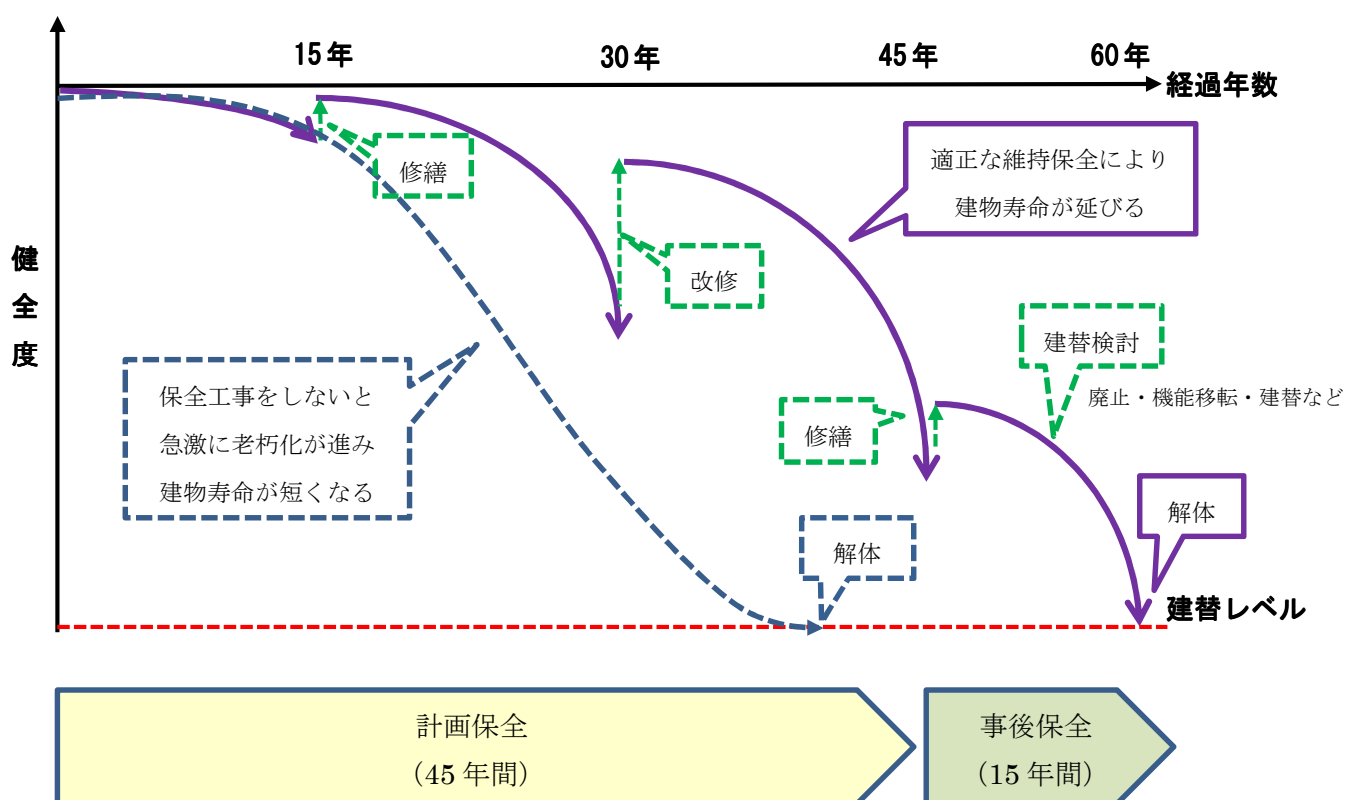 15年
30年
45年
60年
経過年数
健
全
度
修繕
適正な維持保全により
建物寿命が延びる
改修
保全工事をしないと
急激に老朽化が進み
建物寿命が短くなる
建替検討
廃止・機能移転・建替など
修繕
解体
解体
建替レベル
計画保全
（45年間）
事後保全
（15年間）